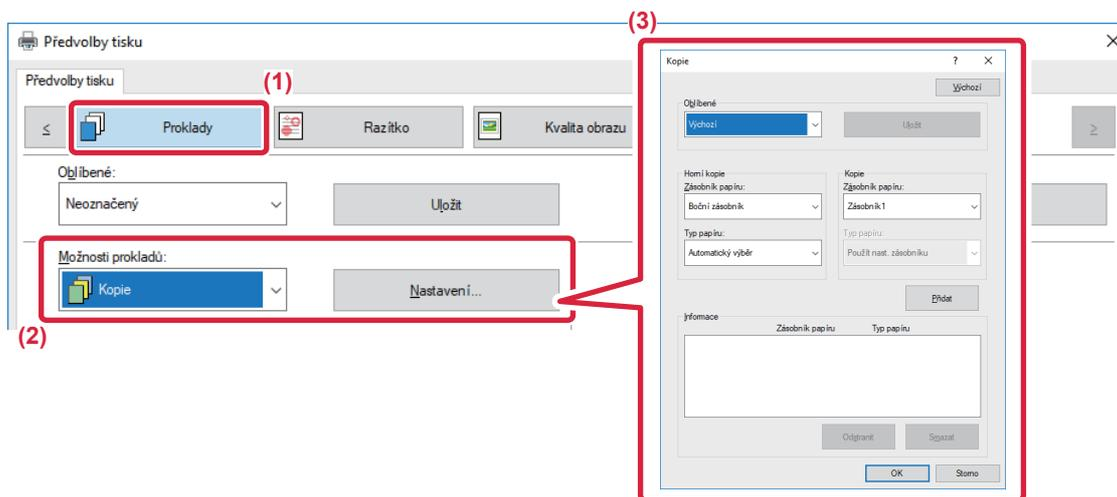 (3)
Předvolby tisku
Předvolby tisku
(1)
≤ Proklady Razítko Kvalita obrazu ≥
Oblíbené:
Neoznačený Uložit
Možnosti prokladů:
Kopie Nastavení...
(2)
Kopie ? ×
Výchozí
Oblíbené
Výchozí Uložit
Horní kopie Kopie
Zásobník papíru: Zásobník papíru:
Boční zásobník Zásobník1
Typ papíru: Typ papíru:
Automatický výběr Použít nast. zásobníku
Přidat
Informace
Zásobník papíru Typ papíru
Odstranit Smazat
OK Storno